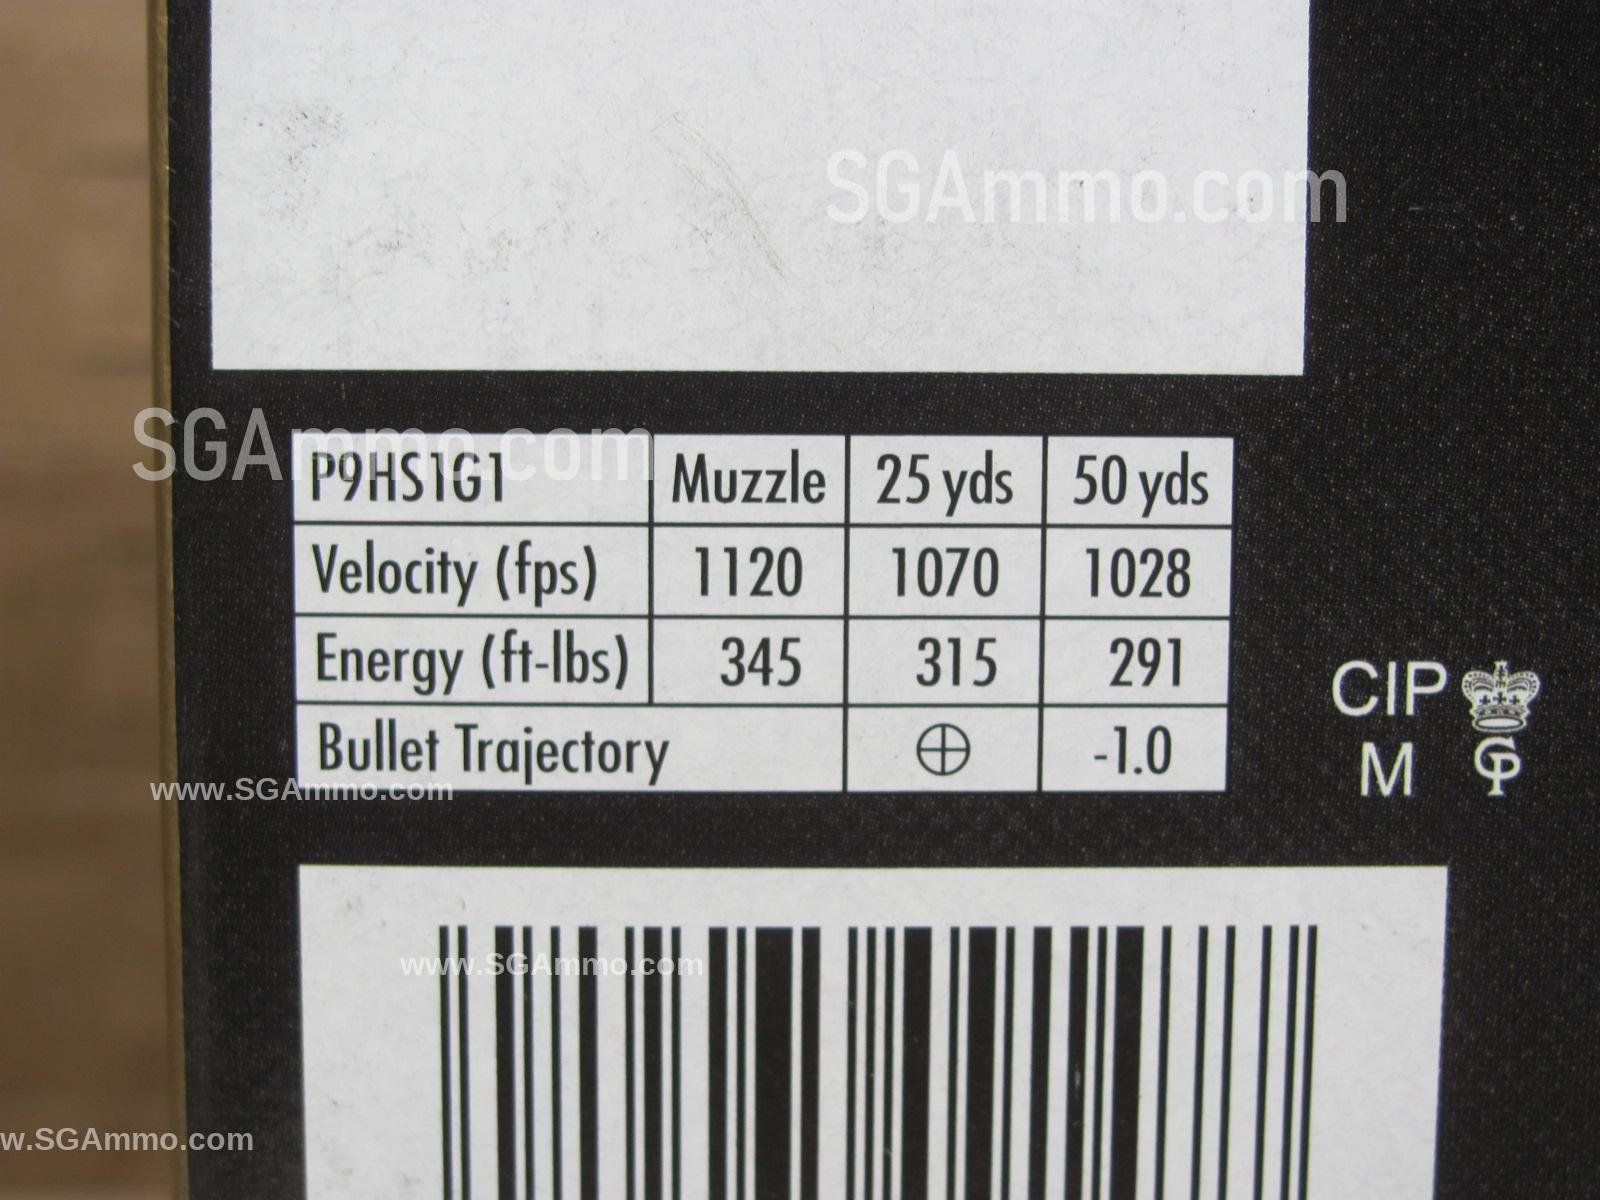 SGAmmo.com
SGAmmo.com
P9HS1G1 Muzzle 25 yds 50 yds
Velocity (fps) 1120 1070 1028
Energy (ft-lbs) 345 315 291
Bullet Trajectory ⊕ -1.0
CIP
M GP
www.SGAmmo.com
www.SGAmmo.com
w.SGAmmo.com